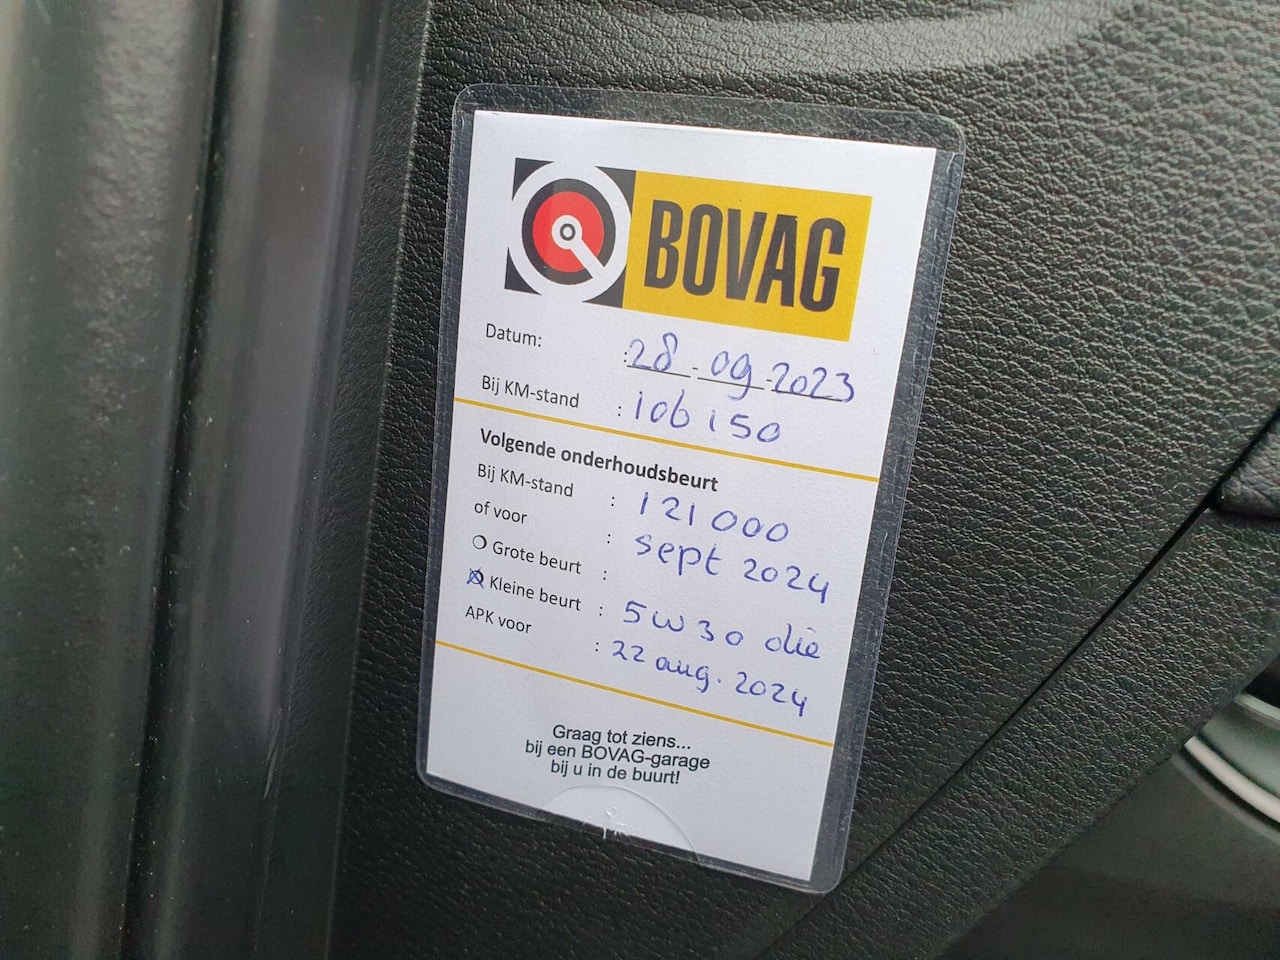 BOVAG
Datum: : 28-09-2023
Bij KM-stand : 106150
Volgende onderhoudsbeurt
Bij KM-stand : 121000
of voor : sept 2024
Grote beurt :
Kleine beurt : 5w30 olie
APK voor : 22 aug. 2024
Graag tot ziens...
bij een BOVAG-garage
bij u in de buurt!